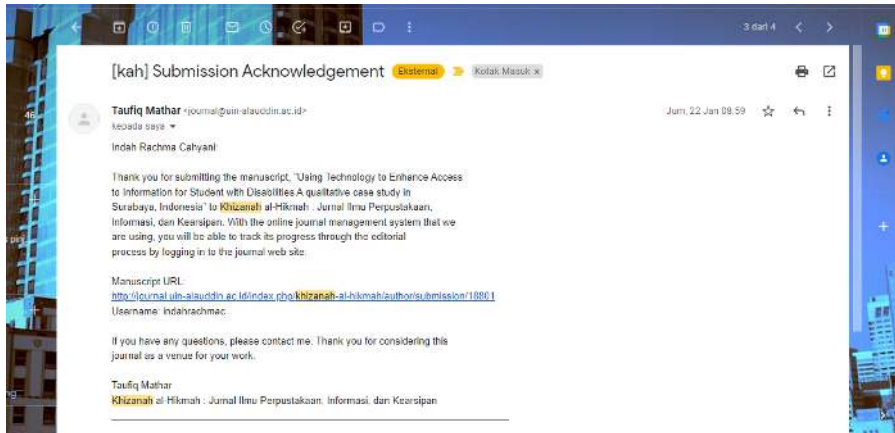 3 dari 4
[kah] Submission Acknowledgement Eksternal Kotak Masuk x
Taufiq Mathar <journal@uin-alauddin.ac.id> Jum, 22 Jan 08.59
kepada saya
46
Indah Rachma Cahyani:
Thank you for submitting the manuscript, "Using Technology to Enhance Access
to Information for Student with Disabilities A qualitative case study in
Surabaya, Indonesia" to Khizanah al-Hikmah : Jurnal Ilmu Perpustakaan,
Informasi, dan Kearsipan. With the online journal management system that we
are using, you will be able to track its progress through the editorial
process by logging in to the journal web site:
Manuscript URL:
http://journal.uin-alauddin.ac.id/index.php/khizanah-al-hikmah/author/submission/18801
Username: indahrachmac
If you have any questions, please contact me. Thank you for considering this
journal as a venue for your work.
Taufiq Mathar
Khizanah al-Hikmah : Jurnal Ilmu Perpustakaan, Informasi, dan Kearsipan